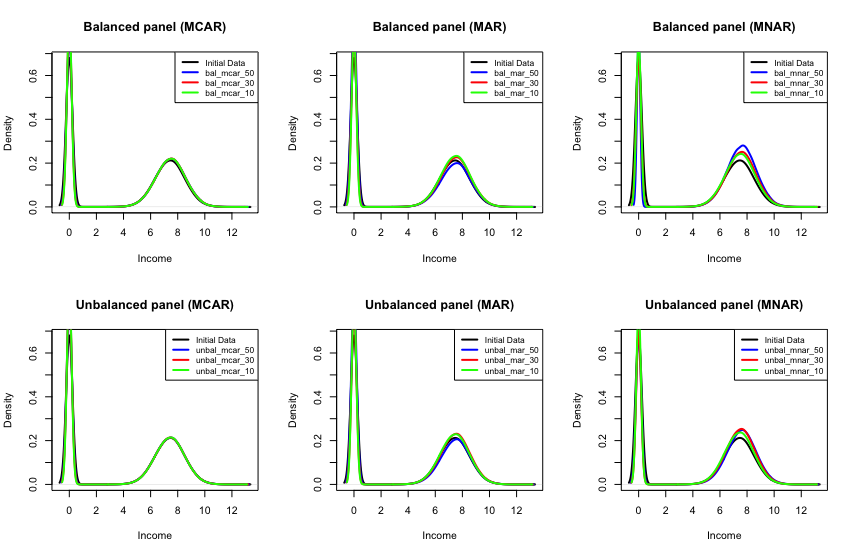 Balanced panel (MCAR)
Density
0.0 0.2 0.4 0.6
Initial Data
bal_mcar_50
bal_mcar_30
bal_mcar_10
0 2 4 6 8 10 12
Income
Balanced panel (MAR)
Density
0.0 0.2 0.4 0.6
Initial Data
bal_mar_50
bal_mar_30
bal_mar_10
0 2 4 6 8 10 12
Income
Balanced panel (MNAR)
Density
0.0 0.2 0.4 0.6
Initial Data
bal_mnar_50
bal_mnar_30
bal_mnar_10
0 2 4 6 8 10 12
Income
Unbalanced panel (MCAR)
Density
0.0 0.2 0.4 0.6
Initial Data
unbal_mcar_50
unbal_mcar_30
unbal_mcar_10
0 2 4 6 8 10 12
Income
Unbalanced panel (MAR)
Density
0.0 0.2 0.4 0.6
Initial Data
unbal_mar_50
unbal_mar_30
unbal_mar_10
0 2 4 6 8 10 12
Income
Unbalanced panel (MNAR)
Density
0.0 0.2 0.4 0.6
Initial Data
unbal_mnar_50
unbal_mnar_30
unbal_mnar_10
0 2 4 6 8 10 12
Income